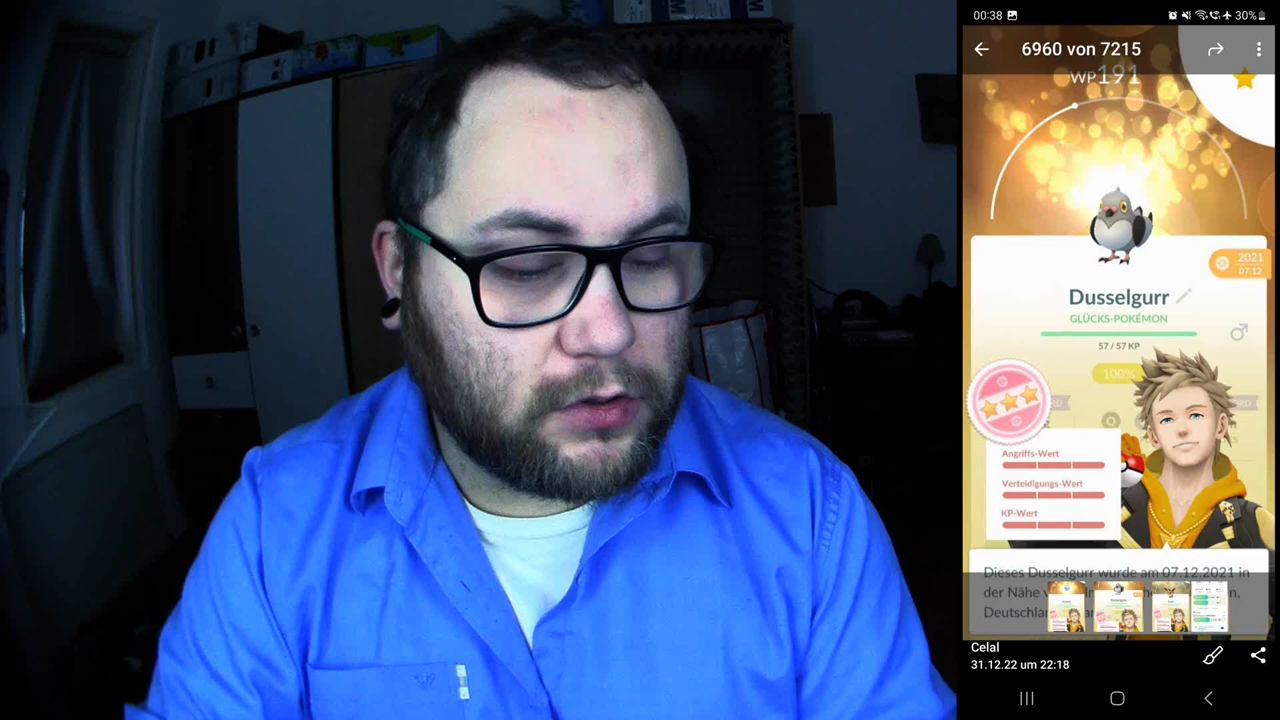 00:38
30%
6960 von 7215
WP191
2021
07.12
Dusselgurr
GLÜCKS-POKÉMON
57 / 57 KP
100%
RD
Angriffs-Wert
Verteidigungs-Wert
KP-Wert
Dieses Dusselgurr wurde am 07.12.2021 in
der Nähe
Deutschlan
Celal
31.12.22 um 22:18